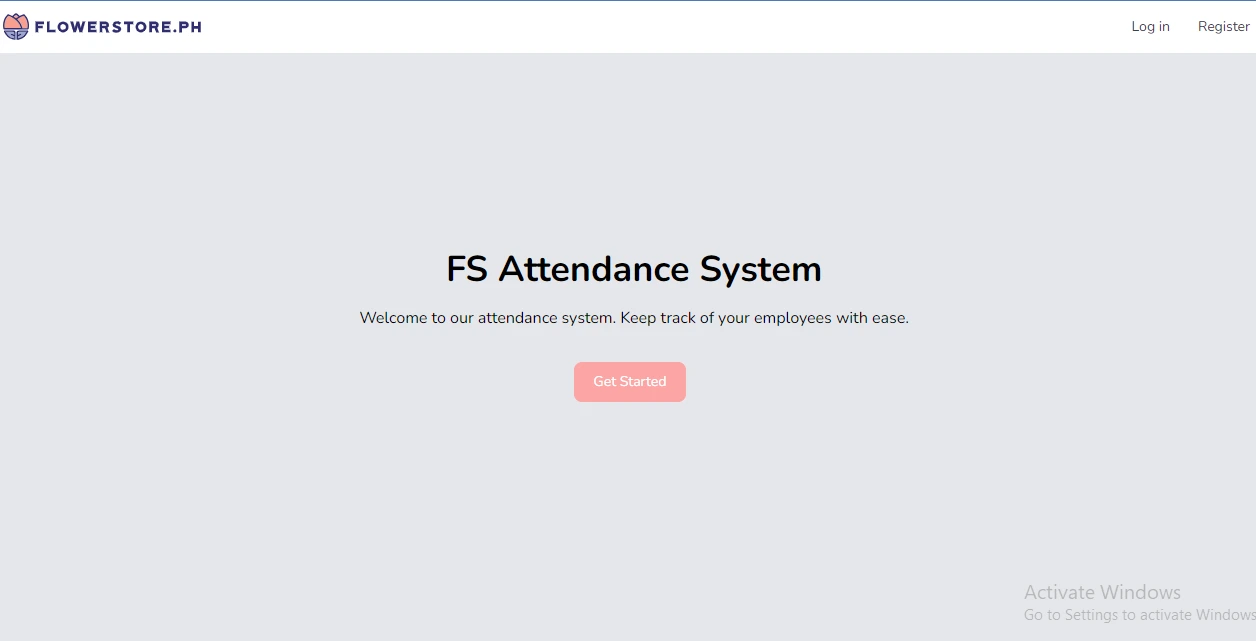 FLOWERSTORE.PH
Log in
Register
FS Attendance System
Welcome to our attendance system. Keep track of your employees with ease.
Get Started
Activate Windows
Go to Settings to activate Windows